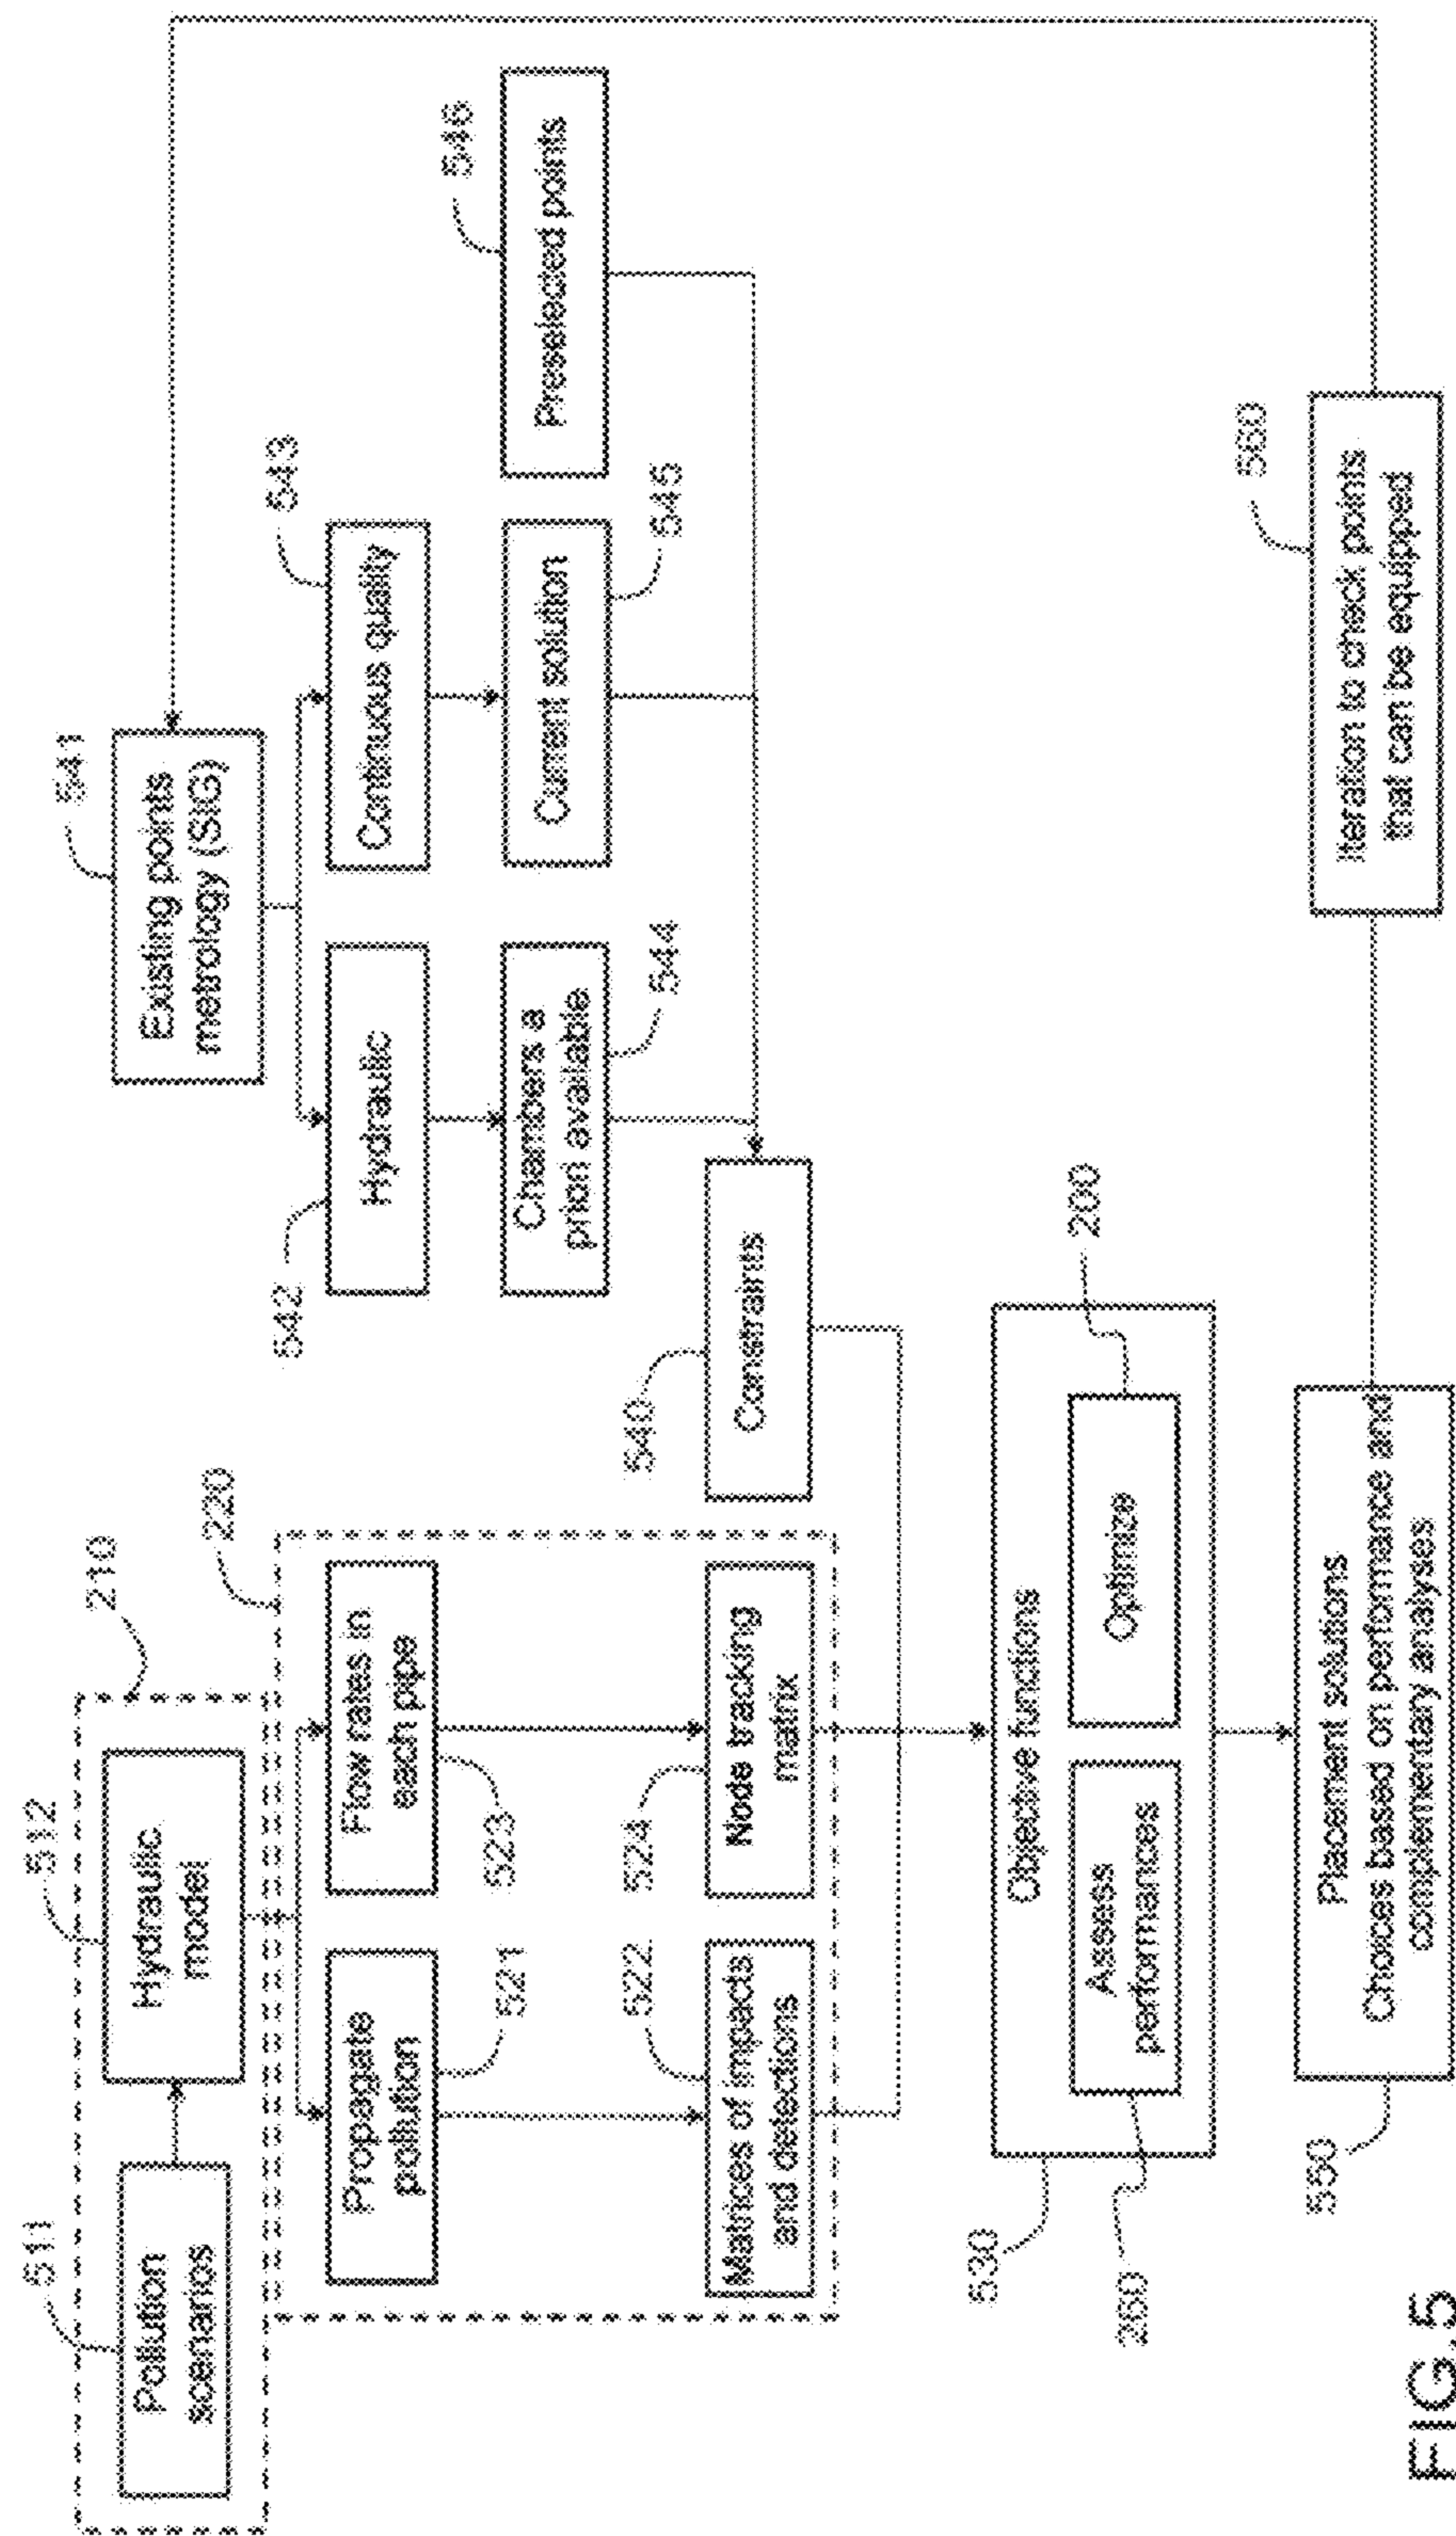 511
Pollution
scenarios
512
Hydraulic
model
210
220
Propagate
pollution
521
Flow rates in
each pipe
523
Matrices of impacts
and detections
522
Node tracking
matrix
524
541
Existing points
metrology (SIG)
542
Hydraulic
543
Continuous quality
Chambers a
priori available
544
Current solution
545
546
Preselected points
540
Constraints
530
Objective functions
Assess
performances
260
Optimize
200
550
Placement solutions
Choices based on performance and
complementary analyses
560
Iteration to check points
that can be equipped
FIG.5